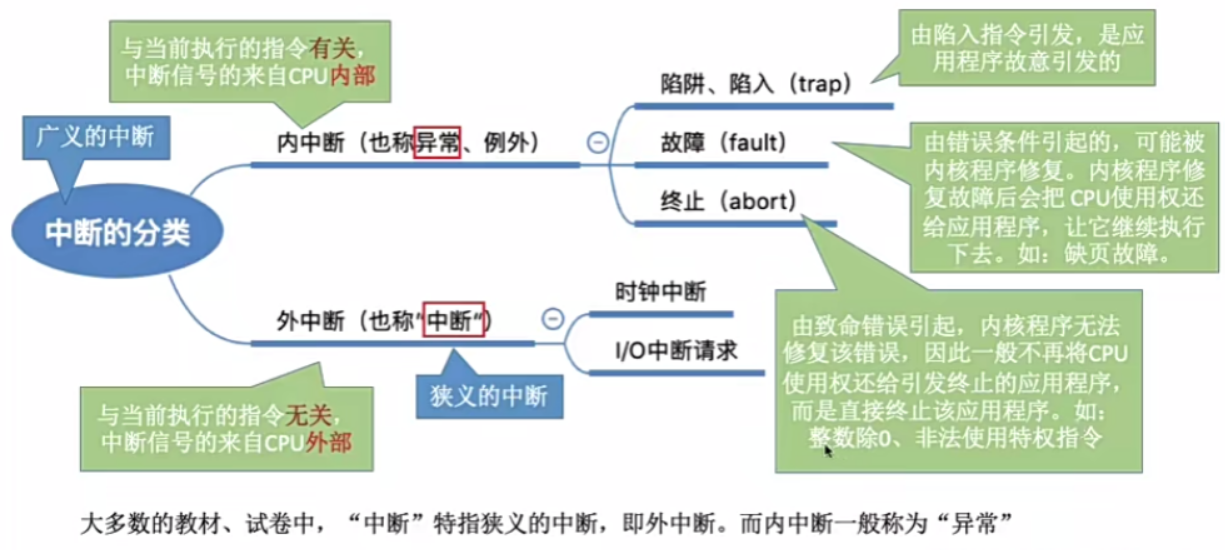 与当前执行的指令有关，
中断信号的来自CPU内部
由陷入指令引发，是应
用程序故意引发的
陷阱、陷入（trap）
广义的中断
内中断（也称异常、例外）
故障（fault）
由错误条件引起的，可能被
内核程序修复。内核程序修
复故障后会把 CPU使用权还
给应用程序，让它继续执行
下去。如：缺页故障。
终止（abort）
中断的分类
时钟中断
外中断（也称“中断“）
I/O中断请求
由致命错误引起，内核程序无法
修复该错误，因此一般不再将CPU
使用权还给引发终止的应用程序，
而是直接终止该应用程序。如：
整数除0、非法使用特权指令
狭义的中断
与当前执行的指令无关，
中断信号的来自CPU外部
大多数的教材、试卷中，“中断”特指狭义的中断，即外中断。而内中断一般称为“异常”